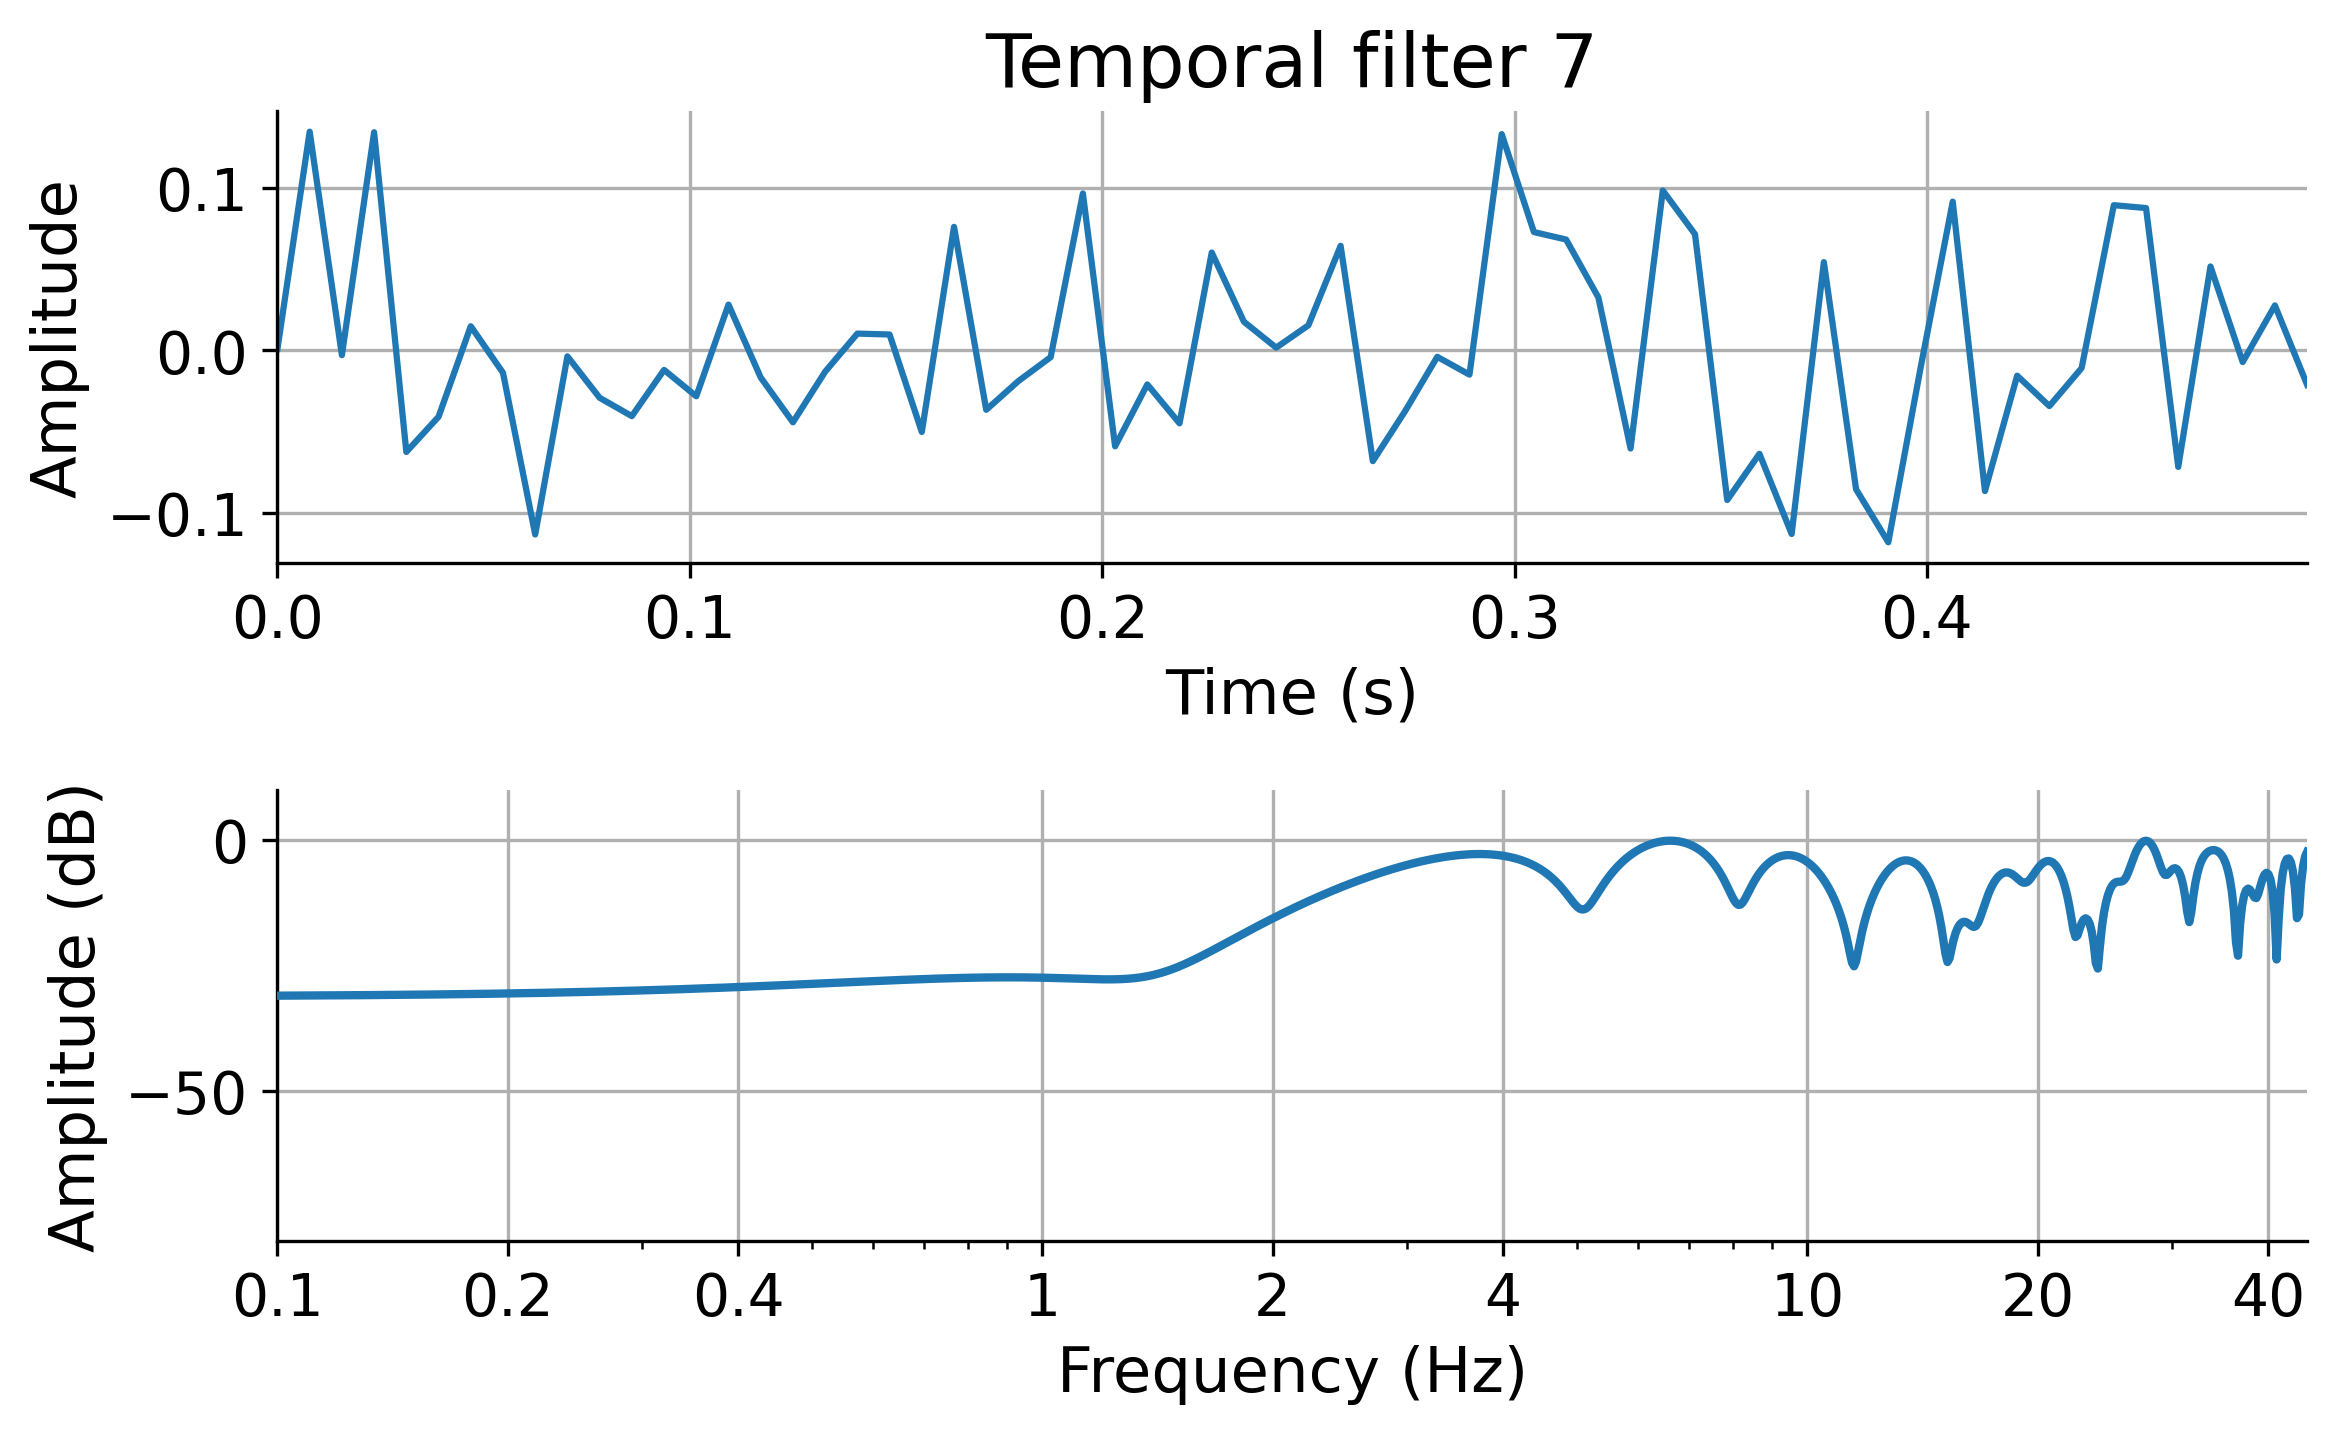 Temporal filter 7
Amplitude
0.1
0.0
−0.1
0.0 0.1 0.2 0.3 0.4
Time (s)
Amplitude (dB)
0
−50
0.1 0.2 0.4 1 2 4 10 20 40
Frequency (Hz)